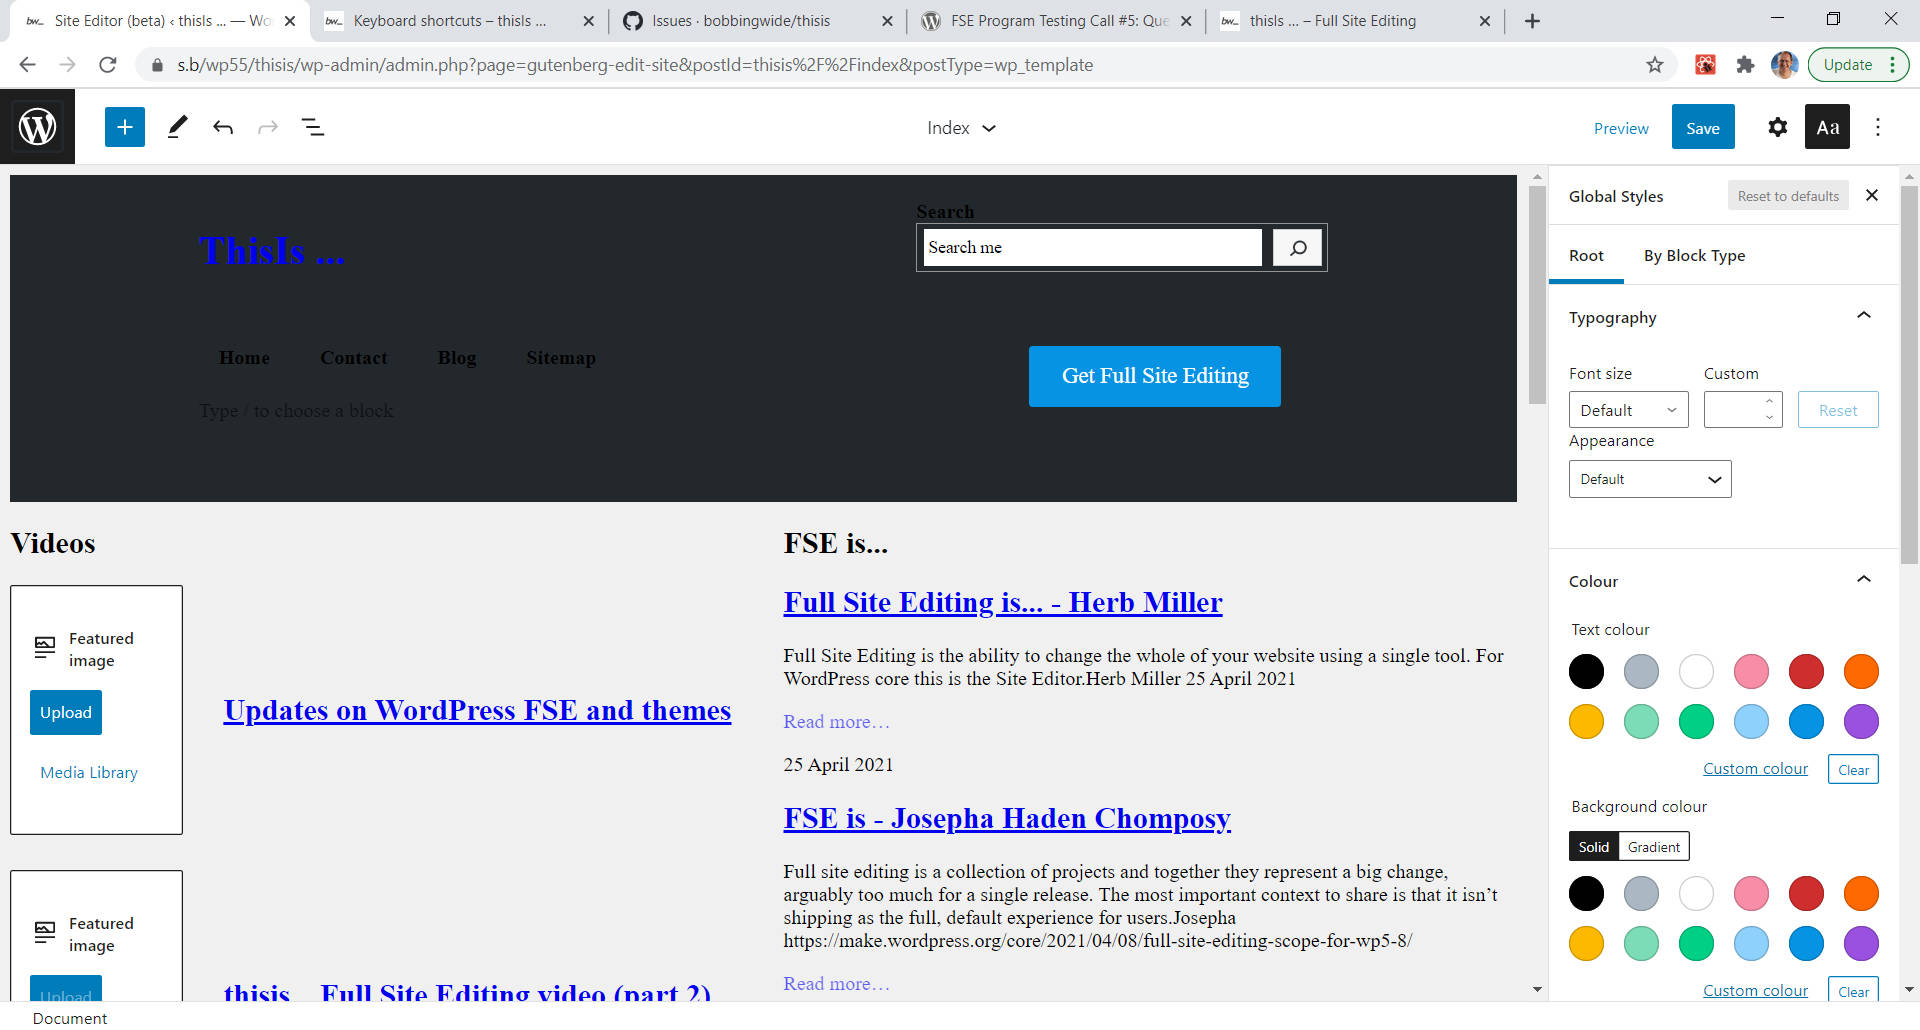 Site Editor (beta) ‹ thisIs ... — Wo
Keyboard shortcuts – thisIs ...
Issues · bobbingwide/thisis
FSE Program Testing Call #5: Que
thisIs ... – Full Site Editing
s.b/wp55/thisis/wp-admin/admin.php?page=gutenberg-edit-site&postId=thisis%2F%2Findex&postType=wp_template
Update
Index
Preview
Save
Aa
ThisIs ...
Search
Search me
Home
Contact
Blog
Sitemap
Get Full Site Editing
Type / to choose a block
Videos
Featured
image
Upload
Media Library
Updates on WordPress FSE and themes
Featured
image
Upload
thisis... Full Site Editing video (part 2)
FSE is...
Full Site Editing is... - Herb Miller
Full Site Editing is the ability to change the whole of your website using a single tool. For
WordPress core this is the Site Editor.Herb Miller 25 April 2021
Read more…
25 April 2021
FSE is - Josepha Haden Chomposy
Full site editing is a collection of projects and together they represent a big change,
arguably too much for a single release. The most important context to share is that it isn’t
shipping as the full, default experience for users.Josepha
https://make.wordpress.org/core/2021/04/08/full-site-editing-scope-for-wp5-8/
Read more…
Global Styles
Reset to defaults
Root
By Block Type
Typography
Font size
Custom
Default
Reset
Appearance
Default
Colour
Text colour
Custom colour
Clear
Background colour
Solid
Gradient
Custom colour
Clear
Document